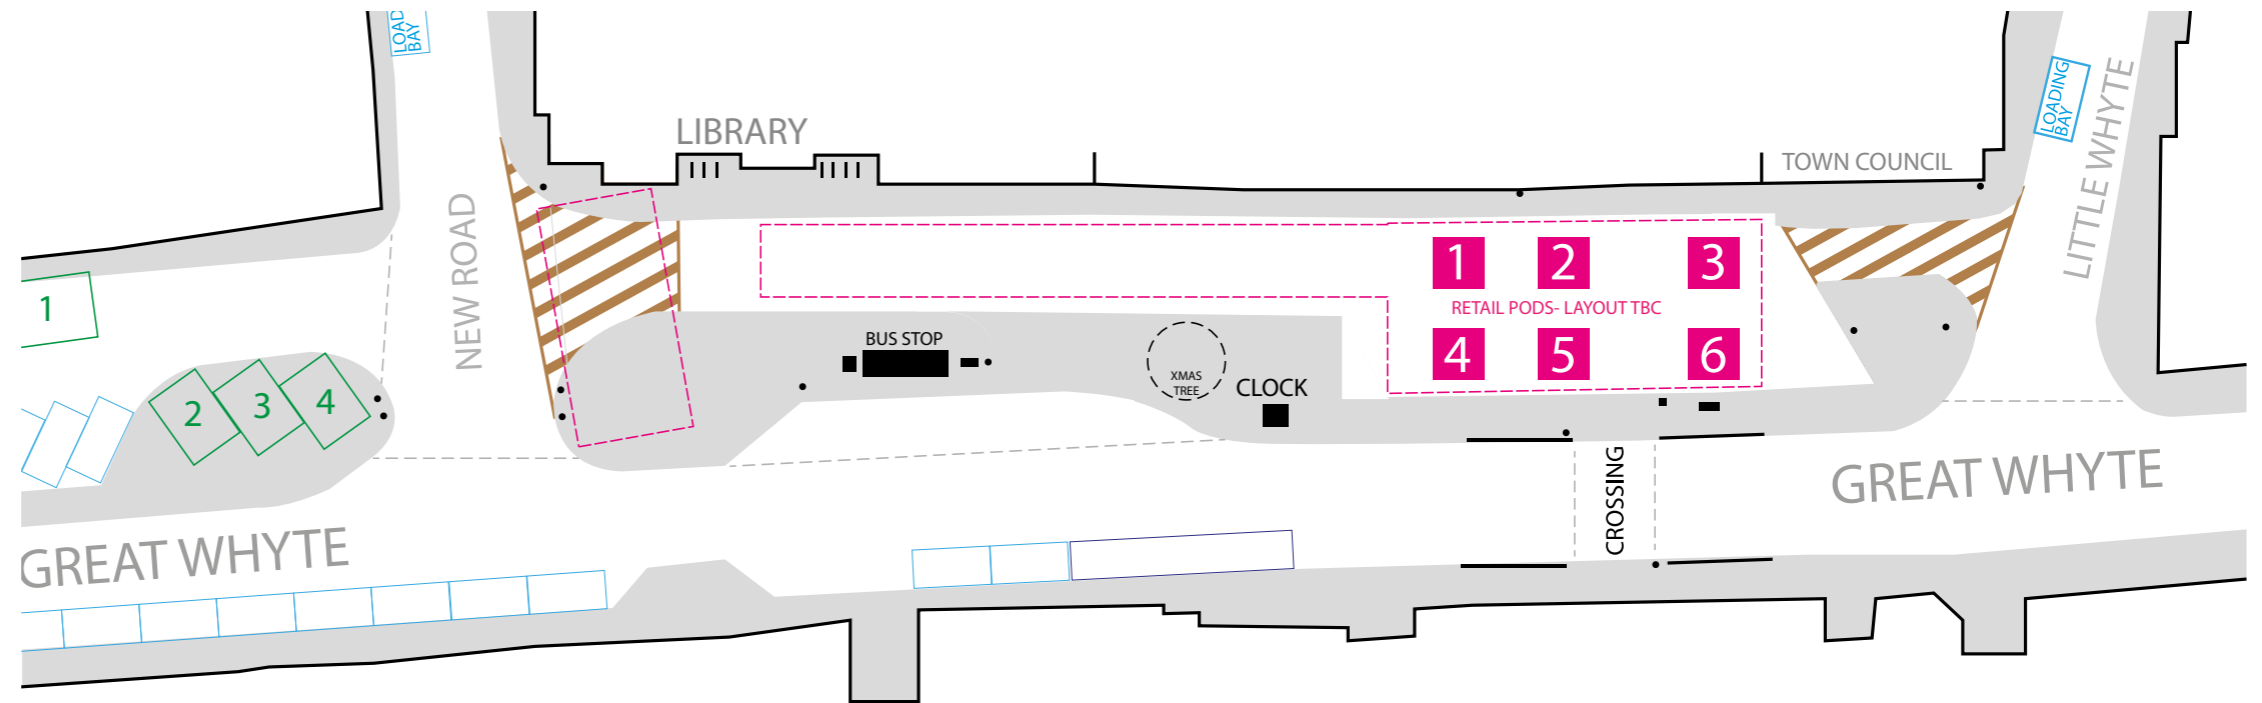 LOADING
BAY
LIBRARY
TOWN COUNCIL
LOADING
BAY
LITTLE WHYTE
NEW ROAD
1
1
2
3
RETAIL PODS- LAYOUT TBC
BUS STOP
4
5
6
XMAS
TREE
CLOCK
2
3
4
CROSSING
GREAT WHYTE
GREAT WHYTE